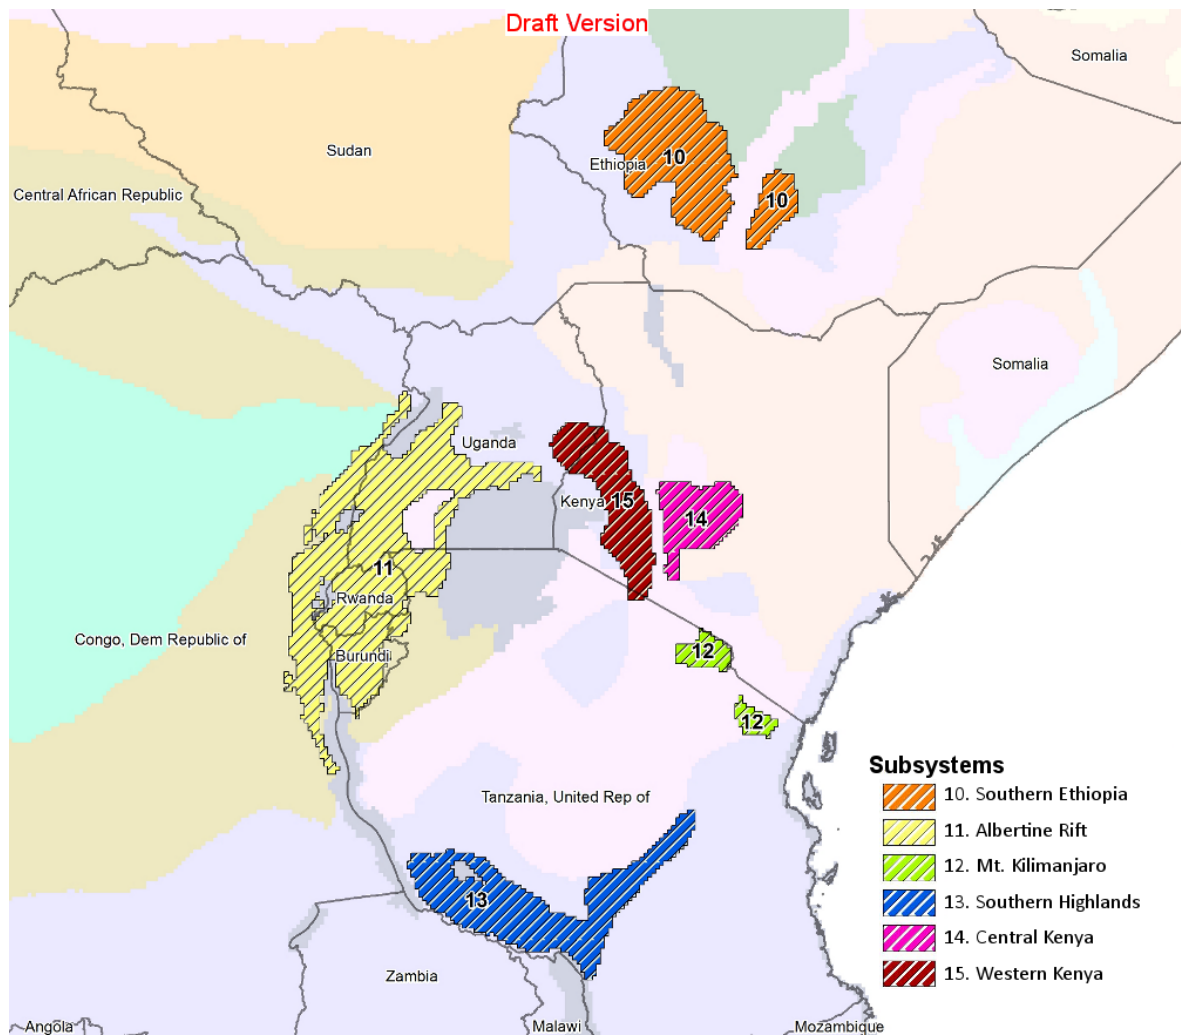 Draft Version
Somalia
Sudan
10
Ethiopia
Central African Republic
10
Somalia
Uganda
Kenya
15
14
11
Rwanda
Congo, Dem Republic of
12
Burundi
12
Subsystems
10. Southern Ethiopia
Tanzania, United Rep of
11. Albertine Rift
12. Mt. Kilimanjaro
13
13. Southern Highlands
14. Central Kenya
Zambia
15. Western Kenya
Angola
Malawi
Mozambique